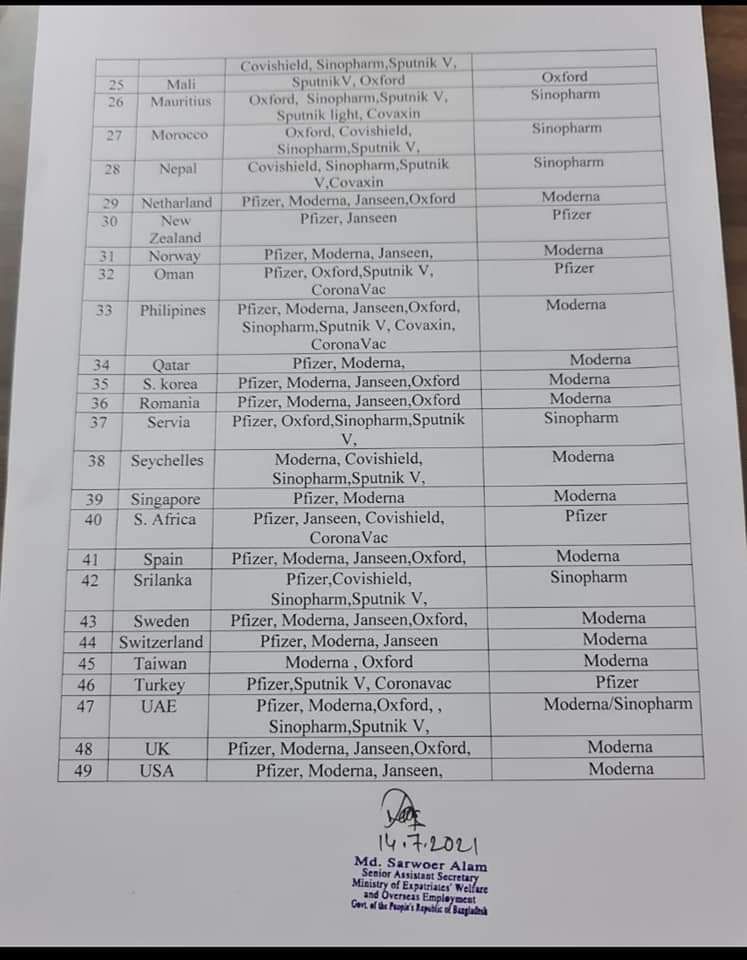 Covishield, Sinopharm,Sputnik V,
25 Mali SputnikV, Oxford Oxford
26 Mauritius Oxford, Sinopharm,Sputnik V, Sinopharm
Sputnik light, Covaxin
27 Morocco Oxford, Covishield, Sinopharm
Sinopharm,Sputnik V,
28 Nepal Covishield, Sinopharm,Sputnik Sinopharm
V,Covaxin
29 Netharland Pfizer, Moderna, Janseen,Oxford Moderna
30 New Pfizer, Janseen Pfizer
Zealand
31 Norway Pfizer, Moderna, Janseen, Moderna
32 Oman Pfizer, Oxford,Sputnik V, Pfizer
CoronaVac
33 Philipines Pfizer, Moderna, Janseen,Oxford, Moderna
Sinopharm,Sputnik V, Covaxin,
CoronaVac
34 Qatar Pfizer, Moderna, Moderna
35 S. korea Pfizer, Moderna, Janseen,Oxford Moderna
36 Romania Pfizer, Moderna, Janseen,Oxford Moderna
37 Servia Pfizer, Oxford,Sinopharm,Sputnik Sinopharm
V,
38 Seychelles Moderna, Covishield, Moderna
Sinopharm,Sputnik V,
39 Singapore Pfizer, Moderna Moderna
40 S. Africa Pfizer, Janseen, Covishield, Pfizer
CoronaVac
41 Spain Pfizer, Moderna, Janseen,Oxford, Moderna
42 Srilanka Pfizer,Covishield, Sinopharm
Sinopharm,Sputnik V,
43 Sweden Pfizer, Moderna, Janseen,Oxford, Moderna
44 Switzerland Pfizer, Moderna, Janseen Moderna
45 Taiwan Moderna , Oxford Moderna
46 Turkey Pfizer,Sputnik V, Coronavac Pfizer
47 UAE Pfizer, Moderna,Oxford, , Moderna/Sinopharm
Sinopharm,Sputnik V,
48 UK Pfizer, Moderna, Janseen,Oxford, Moderna
49 USA Pfizer, Moderna, Janseen, Moderna
14.7.2021
Md. Sarwoer Alam
Senior Assistant Secretary
Ministry of Expatriates' Welfare
and Overseas Employment
Govt. of the People's Republic of Bangladesh